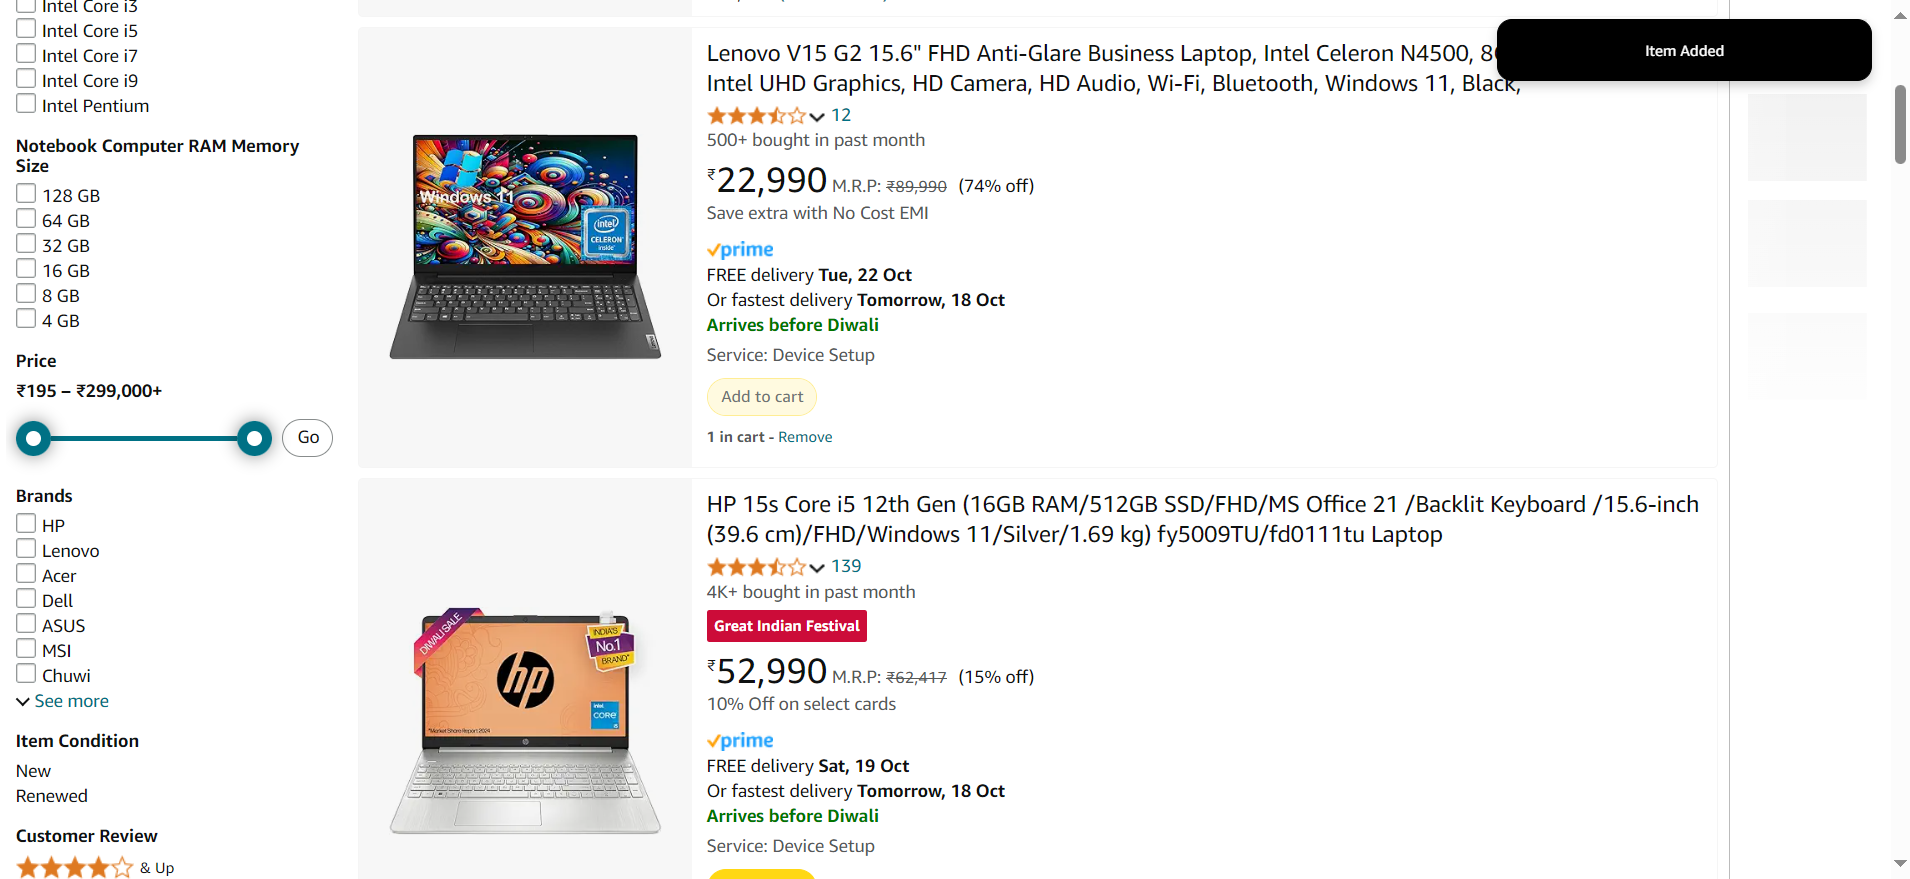 Intel Core i3
Intel Core i5
Intel Core i7
Intel Core i9
Intel Pentium
Notebook Computer RAM Memory
Size
128 GB
64 GB
32 GB
16 GB
8 GB
4 GB
Price
₹195 – ₹299,000+
Go
Brands
HP
Lenovo
Acer
Dell
ASUS
MSI
Chuwi
See more
Item Condition
New
Renewed
Customer Review
& Up
Windows 11
intel
CELERON
inside
Lenovo
Lenovo V15 G2 15.6" FHD Anti-Glare Business Laptop, Intel Celeron N4500,
Intel UHD Graphics, HD Camera, HD Audio, Wi-Fi, Bluetooth, Windows 11, Black,
12
500+ bought in past month
₹22,990 M.R.P: ₹89,990 (74% off)
Save extra with No Cost EMI
prime
FREE delivery Tue, 22 Oct
Or fastest delivery Tomorrow, 18 Oct
Arrives before Diwali
Service: Device Setup
Add to cart
1 in cart - Remove
DIWALI SALE
INDIA'S
No.1
BRAND*
hp
intel
CORE
i5
*Market Share Report 2024
HP 15s Core i5 12th Gen (16GB RAM/512GB SSD/FHD/MS Office 21 /Backlit Keyboard /15.6-inch
(39.6 cm)/FHD/Windows 11/Silver/1.69 kg) fy5009TU/fd0111tu Laptop
139
4K+ bought in past month
Great Indian Festival
₹52,990 M.R.P: ₹62,417 (15% off)
10% Off on select cards
prime
FREE delivery Sat, 19 Oct
Or fastest delivery Tomorrow, 18 Oct
Arrives before Diwali
Service: Device Setup
Item Added